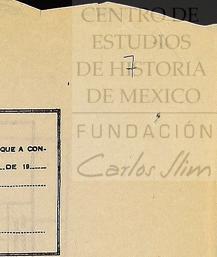 CENTRO DE
ESTUDIOS
DE HISTORIA
DE MEXICO
7
FUNDACIÓN
Carlos Slim
QUE A CON-
DE 19